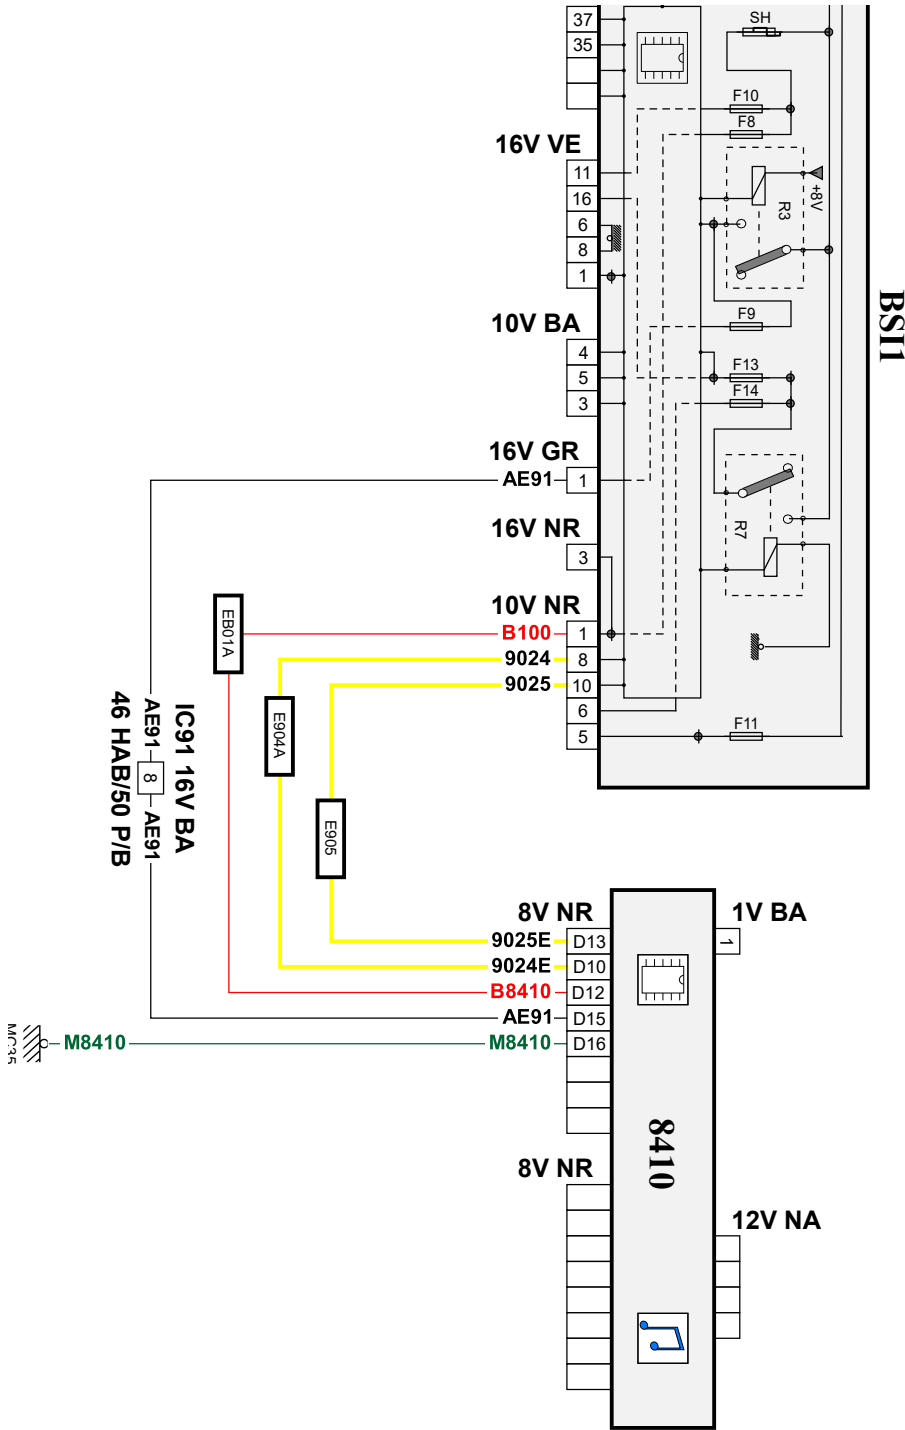 37
35
SH
F10
F8
16V VE
11
16
6
8
1
+8V
R3
BSI1
10V BA
F9
4
5
3
F13
F14
16V GR
AE91
1
16V NR
3
R7
10V NR
B100
1
9024
8
9025
10
6
5
F11
EB01A
E904A
E905
IC91 16V BA
AE91
8
AE91
46 HAB/50 P/B
8V NR
1V BA
9025E
D13
1
9024E
D10
B8410
D12
AE91
D15
M8410
M8410
D16
MC35
8410
8V NR
12V NA